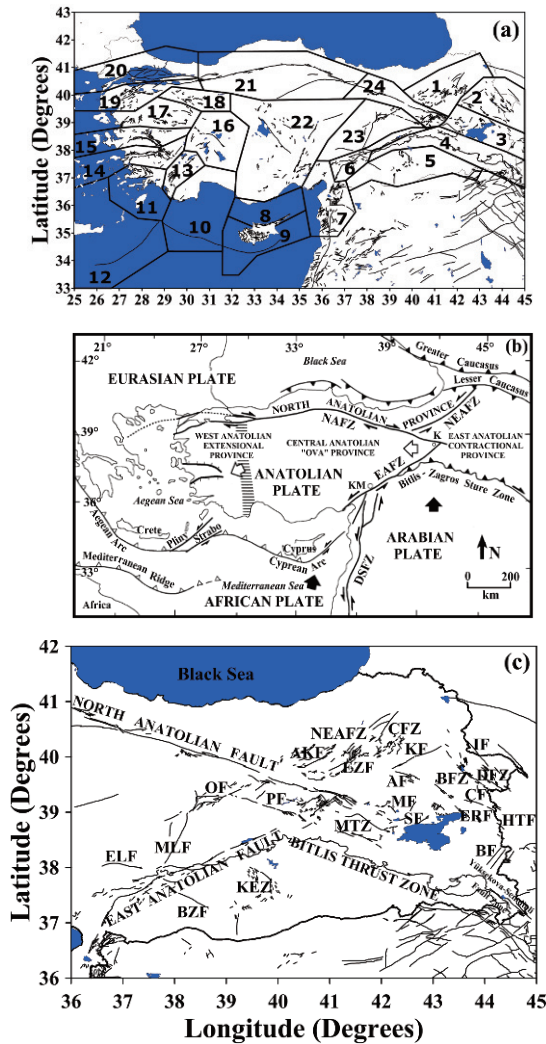 (a)
Latitude (Degrees)
43
42
41
40
39
38
37
36
35
34
33
25 26 27 28 29 30 31 32 33 34 35 36 37 38 39 40 41 42 43 44 45
20
21
24
1
2
19
17
18
16
22
23
4
3
15
14
13
6
5
11
10
8
7
9
12
(b)
21° 27° 33° 39° 45°
42°
39°
36°
33°
EURASIAN PLATE
Black Sea
Greater Caucasus
Lesser Caucasus
NORTH ANATOLIAN PROVINCE
NAFZ
NEAFZ
WEST ANATOLIAN
EXTENSIONAL
PROVINCE
CENTRAL ANATOLIAN
"OVA" PROVINCE
K
EAST ANATOLIAN
CONTRACTIONAL
PROVINCE
ANATOLIAN
PLATE
EAFZ
KM
Bitlis-Zagros Sture Zone
Aegean Sea
Crete
Pliny
Strabo
Aegean Arc
Cyprus
Cyprean Arc
ARABIAN
PLATE
N
DSFZ
Mediterranean Ridge
Mediterranean Sea
0 200
km
Africa
AFRICAN PLATE
(c)
Latitude (Degrees)
42
41
40
39
38
37
36
Black Sea
NORTH ANATOLIAN FAULT
NEAFZ
ÇFZ
AKF
KF
IF
EZF
AF
BFZ
OF
PF
MF
CF
SF
ERF
HTF
MTZ
MLF
ELF
BF
EAST ANATOLIAN FAULT
BITLIS THRUST ZONE
KEZ
BZF
36 37 38 39 40 41 42 43 44 45
Longitude (Degrees)